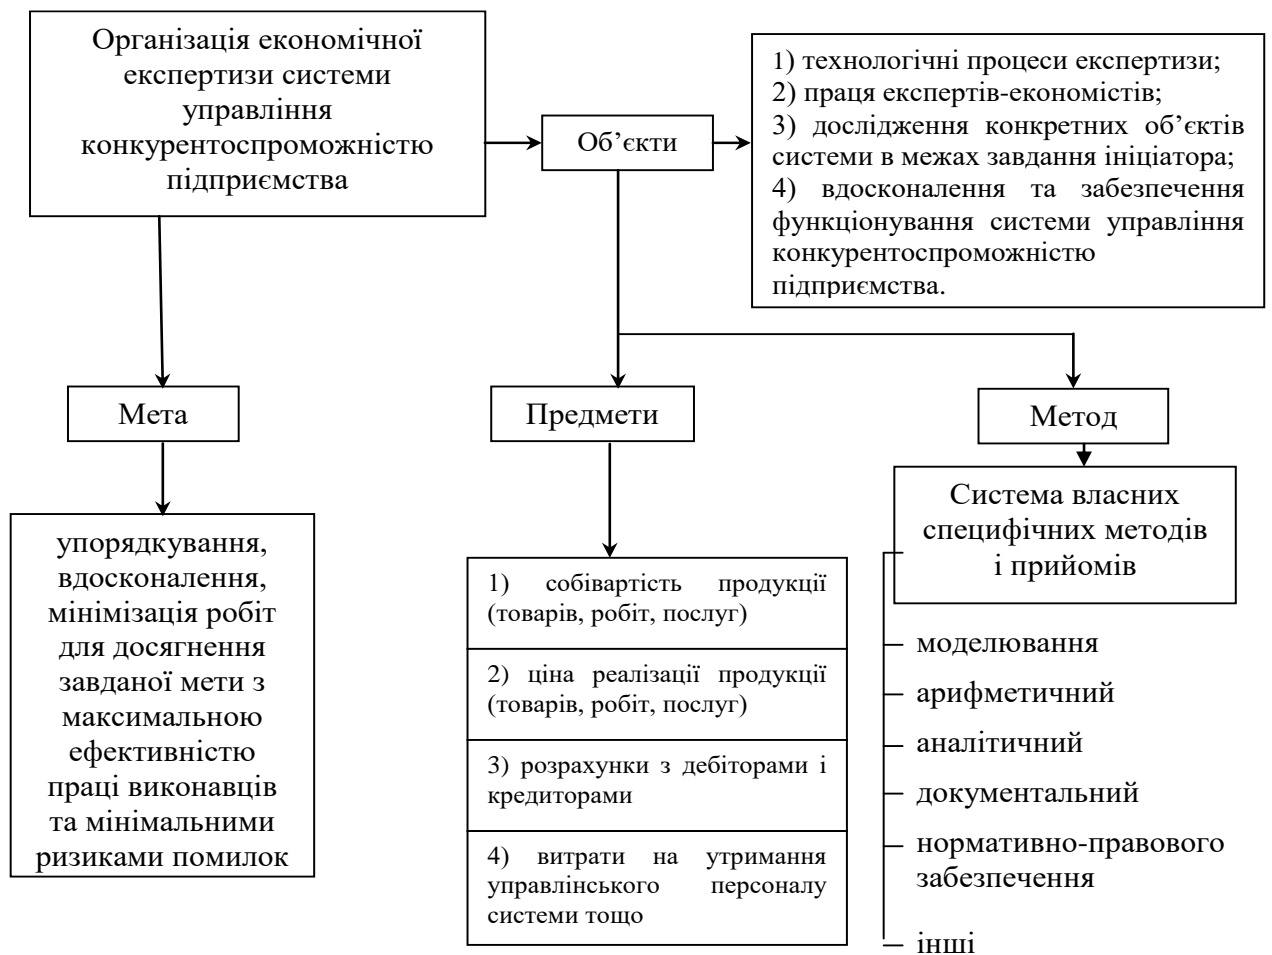 Організація економічної
експертизи системи
управління
конкурентоспроможністю
підприємства
Об’єкти
1) технологічні процеси експертизи;
2) праця експертів-економістів;
3) дослідження конкретних об’єктів
системи в межах завдання ініціатора;
4) вдосконалення та забезпечення
функціонування системи управління
конкурентоспроможністю
підприємства.
Мета
Предмети
Метод
упорядкування,
вдосконалення,
мінімізація робіт
для досягнення
завданої мети з
максимальною
ефективністю
праці виконавців
та мінімальними
ризиками помилок
1) собівартість продукції
(товарів, робіт, послуг)
2) ціна реалізації продукції
(товарів, робіт, послуг)
3) розрахунки з дебіторами і
кредиторами
4) витрати на утримання
управлінського персоналу
системи тощо
Система власних
специфічних методів
і прийомів
моделювання
арифметичний
аналітичний
документальний
нормативно-правового
забезпечення
інші